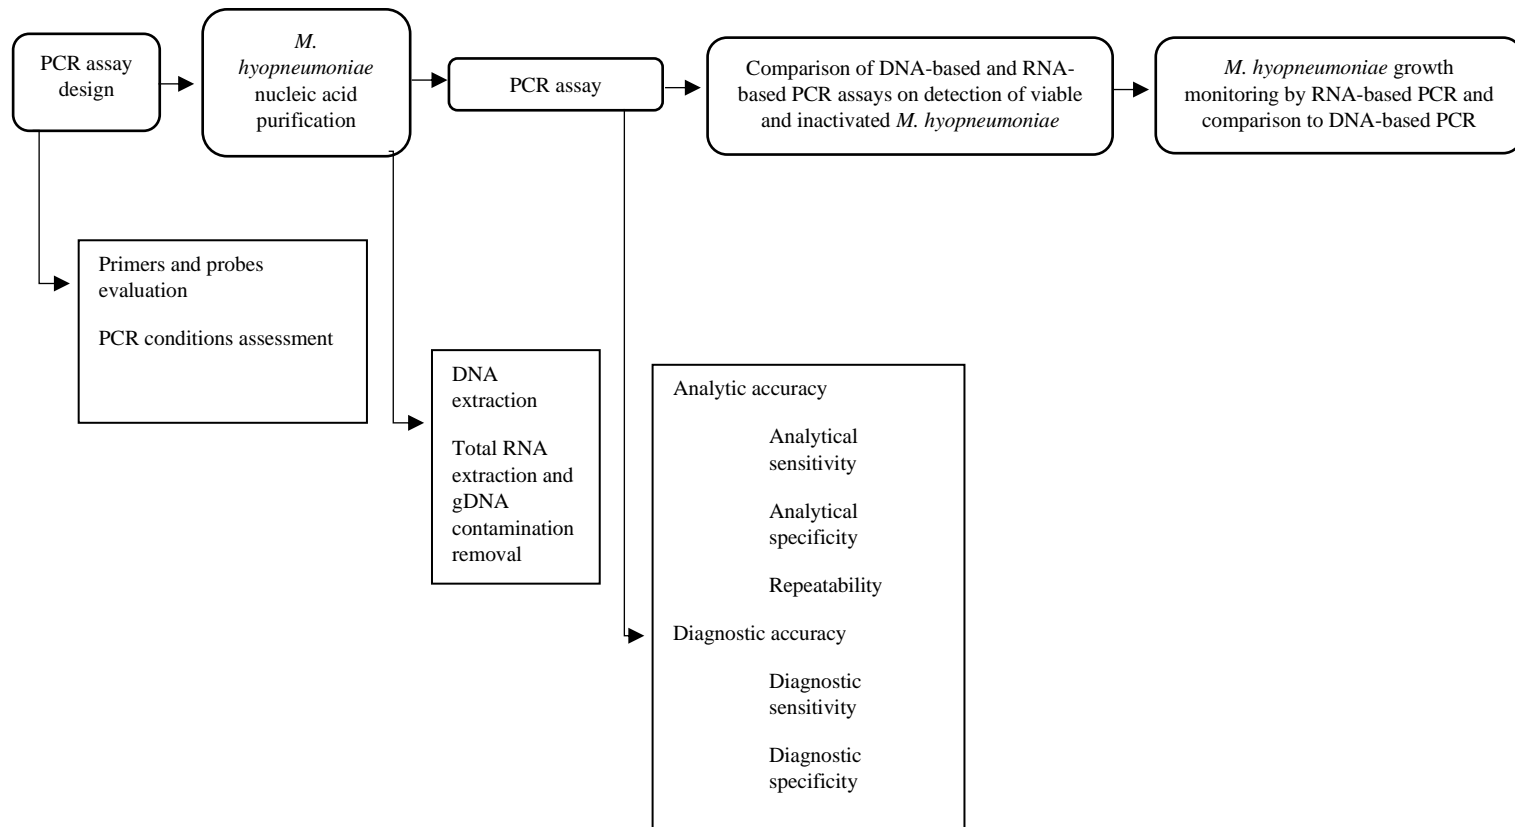 PCR assay
design
M.
hyopneumoniae
nucleic acid
purification
PCR assay
Comparison of DNA-based and RNA-
based PCR assays on detection of viable
and inactivated M. hyopneumoniae
M. hyopneumoniae growth
monitoring by RNA-based PCR and
comparison to DNA-based PCR
Primers and probes
evaluation
PCR conditions assessment
DNA
extraction
Total RNA
extraction and
gDNA
contamination
removal
Analytic accuracy
Analytical
sensitivity
Analytical
specificity
Repeatability
Diagnostic accuracy
Diagnostic
sensitivity
Diagnostic
specificity